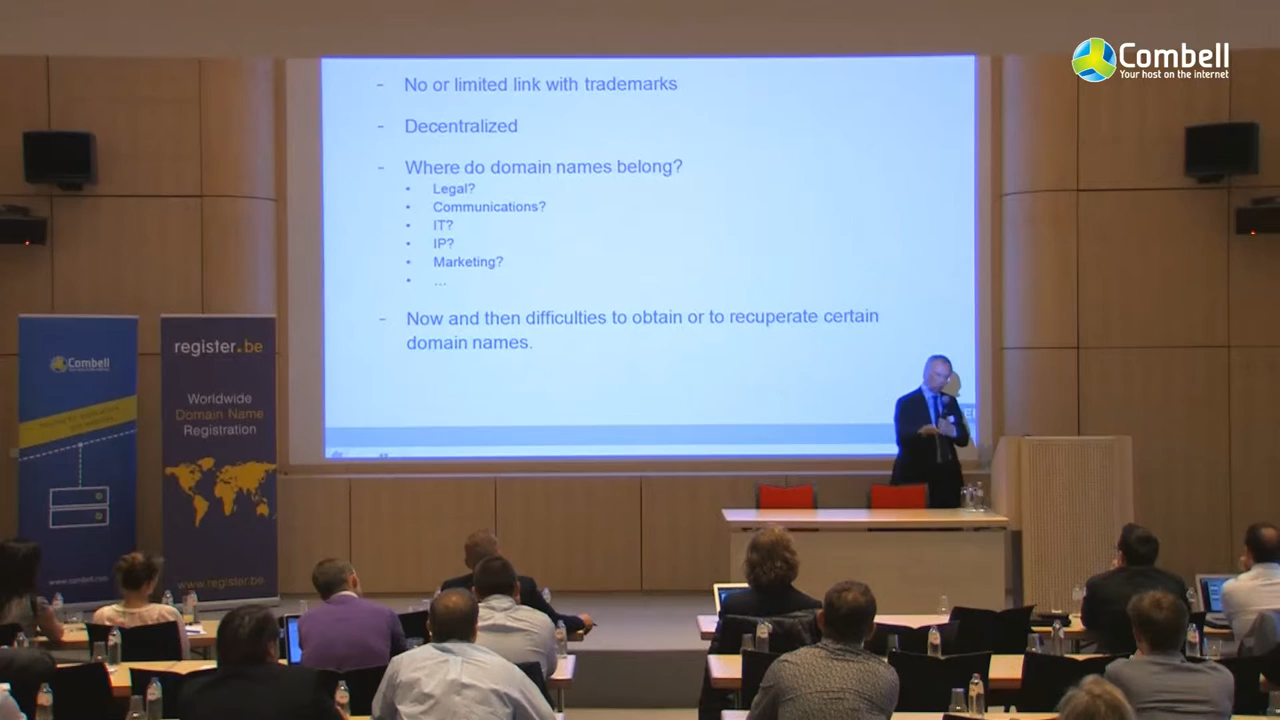 Combell
Your host on the internet
- No or limited link with trademarks
- Decentralized
- Where do domain names belong?
• Legal?
• Communications?
• IT?
• IP?
• Marketing?
• ...
- Now and then difficulties to obtain or to recuperate certain
domain names.
Combell
www.combell.com
register.be
Worldwide
Domain Name
Registration
www.register.be